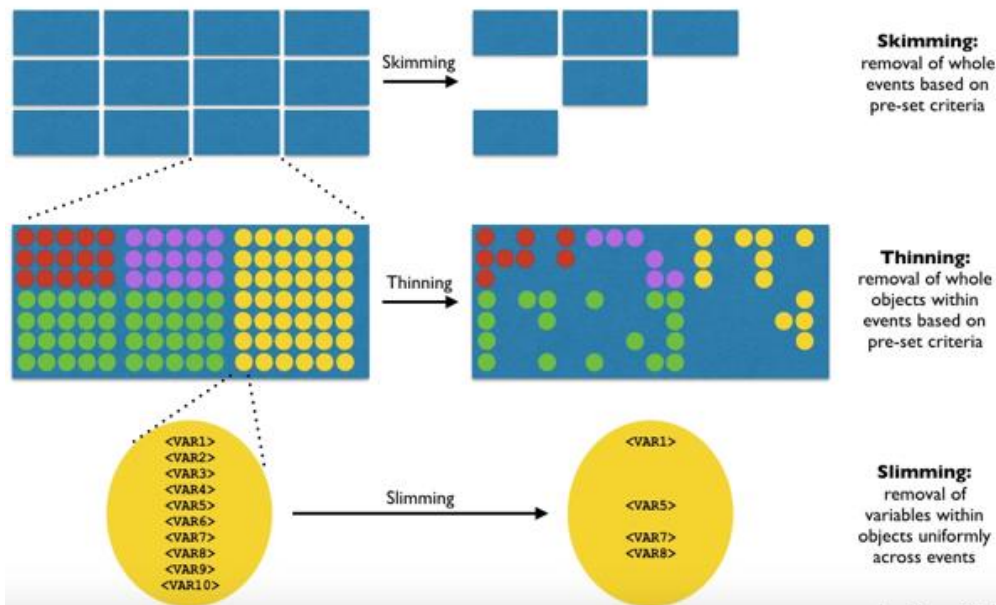 Skimming
Skimming:
removal of whole
events based on
pre-set criteria
Thinning
Thinning:
removal of whole
objects within
events based on
pre-set criteria
<VAR1>
<VAR2>
<VAR3>
<VAR4>
<VAR5>
<VAR6>
<VAR7>
<VAR8>
<VAR9>
<VAR10>
Slimming
<VAR1>
<VAR5>
<VAR7>
<VAR8>
Slimming:
removal of
variables within
objects uniformly
across events